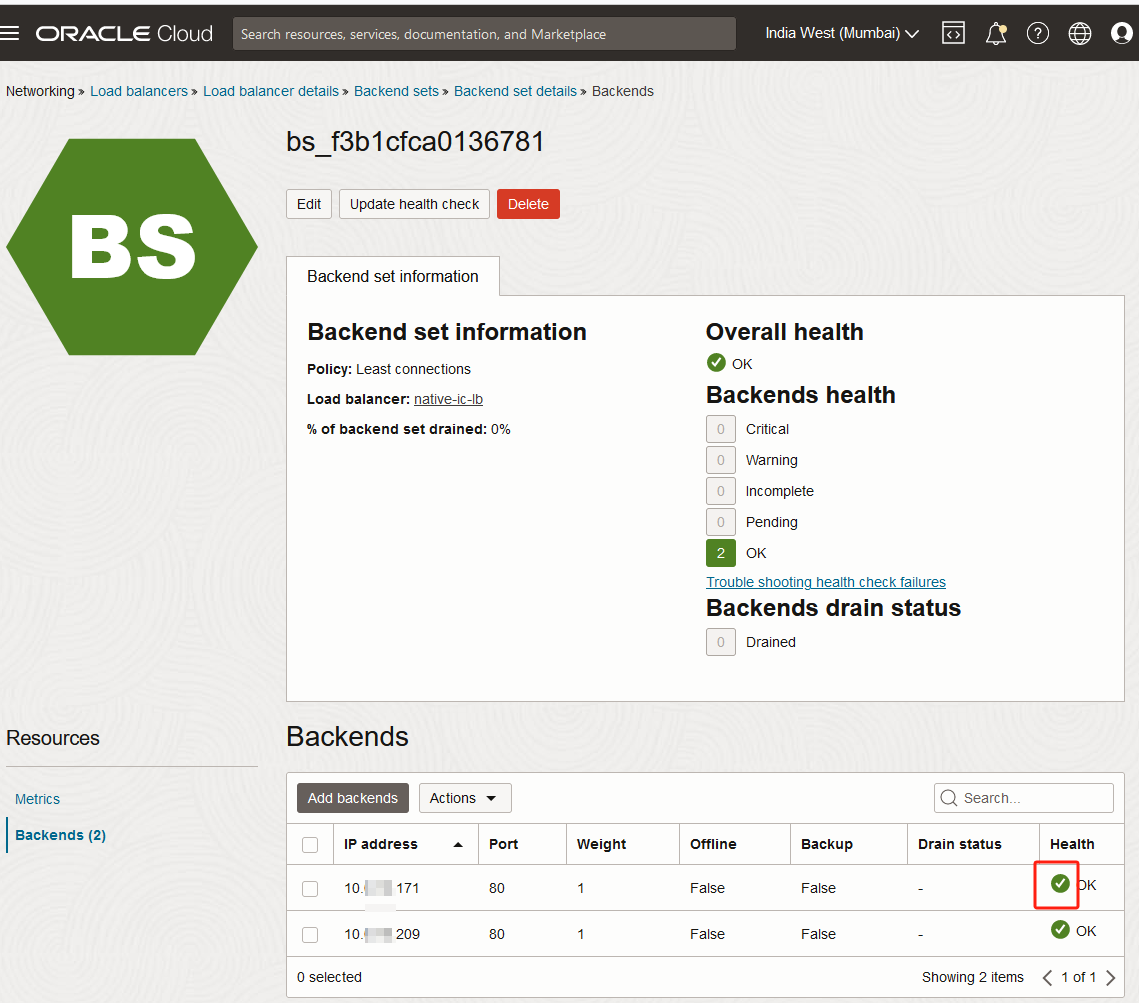 ORACLE Cloud
Search resources, services, documentation, and Marketplace
India West (Mumbai)
Networking » Load balancers » Load balancer details » Backend sets » Backend set details » Backends
BS
bs_f3b1cfca0136781
Edit
Update health check
Delete
Backend set information
Backend set information
Policy: Least connections
Load balancer: native-ic-lb
% of backend set drained: 0%
Overall health
OK
Backends health
0 Critical
0 Warning
0 Incomplete
0 Pending
2 OK
Trouble shooting health check failures
Backends drain status
0 Drained
Resources
Metrics
Backends (2)
Backends
Add backends
Actions
Search...
IP address Port Weight Offline Backup Drain status Health
10. 171 80 1 False False - OK
10. 209 80 1 False False - OK
0 selected
Showing 2 items
1 of 1